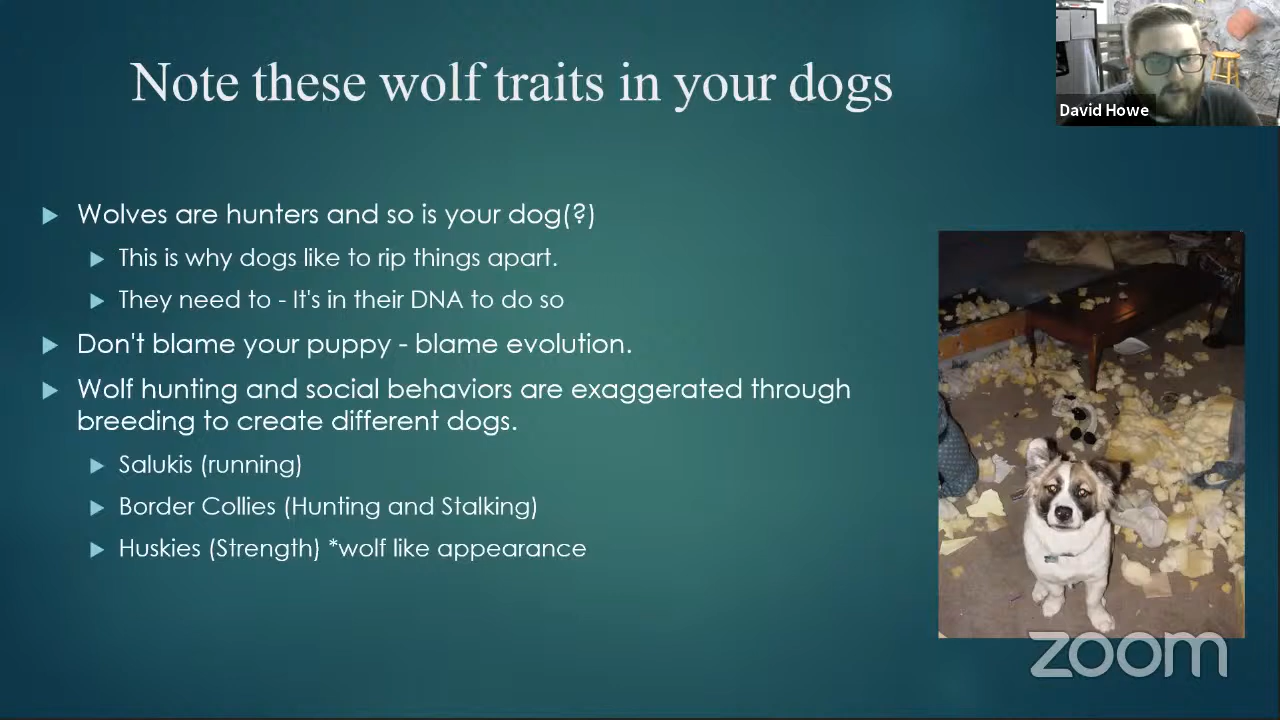 Note these wolf traits in your dogs
David Howe
Wolves are hunters and so is your dog(?)
This is why dogs like to rip things apart.
They need to - It's in their DNA to do so
Don't blame your puppy - blame evolution.
Wolf hunting and social behaviors are exaggerated through
breeding to create different dogs.
Salukis (running)
Border Collies (Hunting and Stalking)
Huskies (Strength) *wolf like appearance
zoom